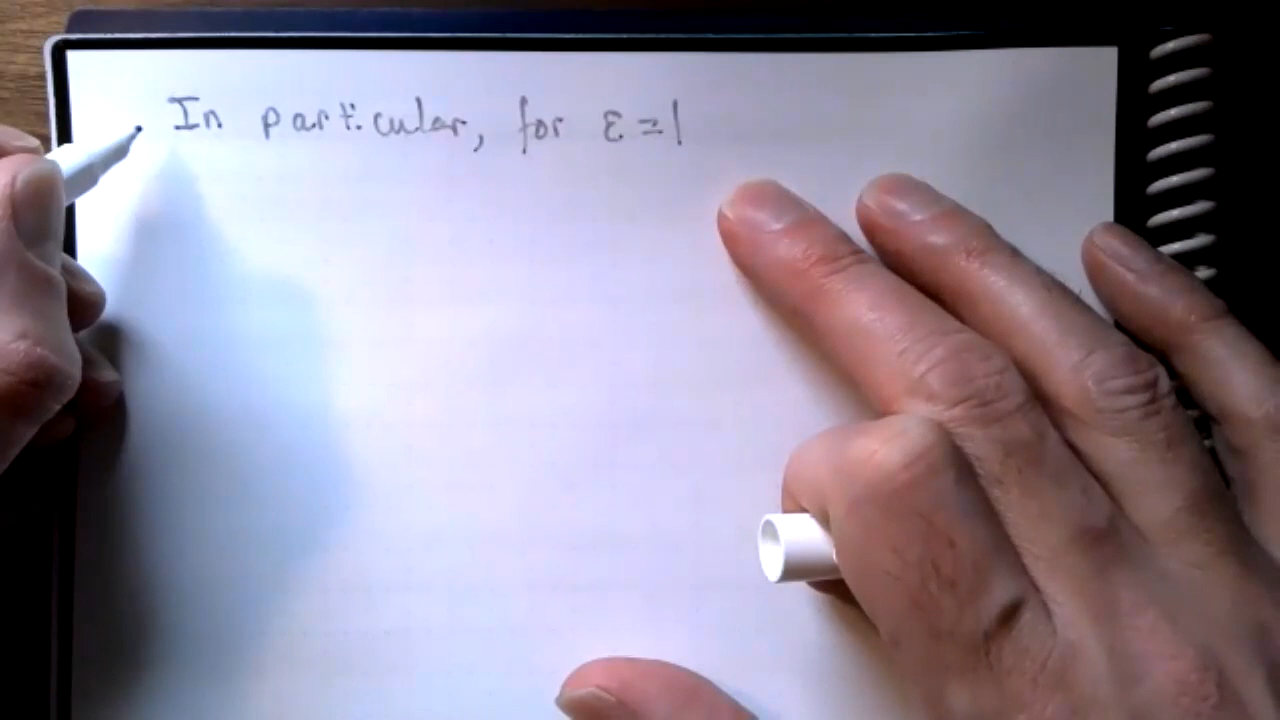 In particular, for ε = 1